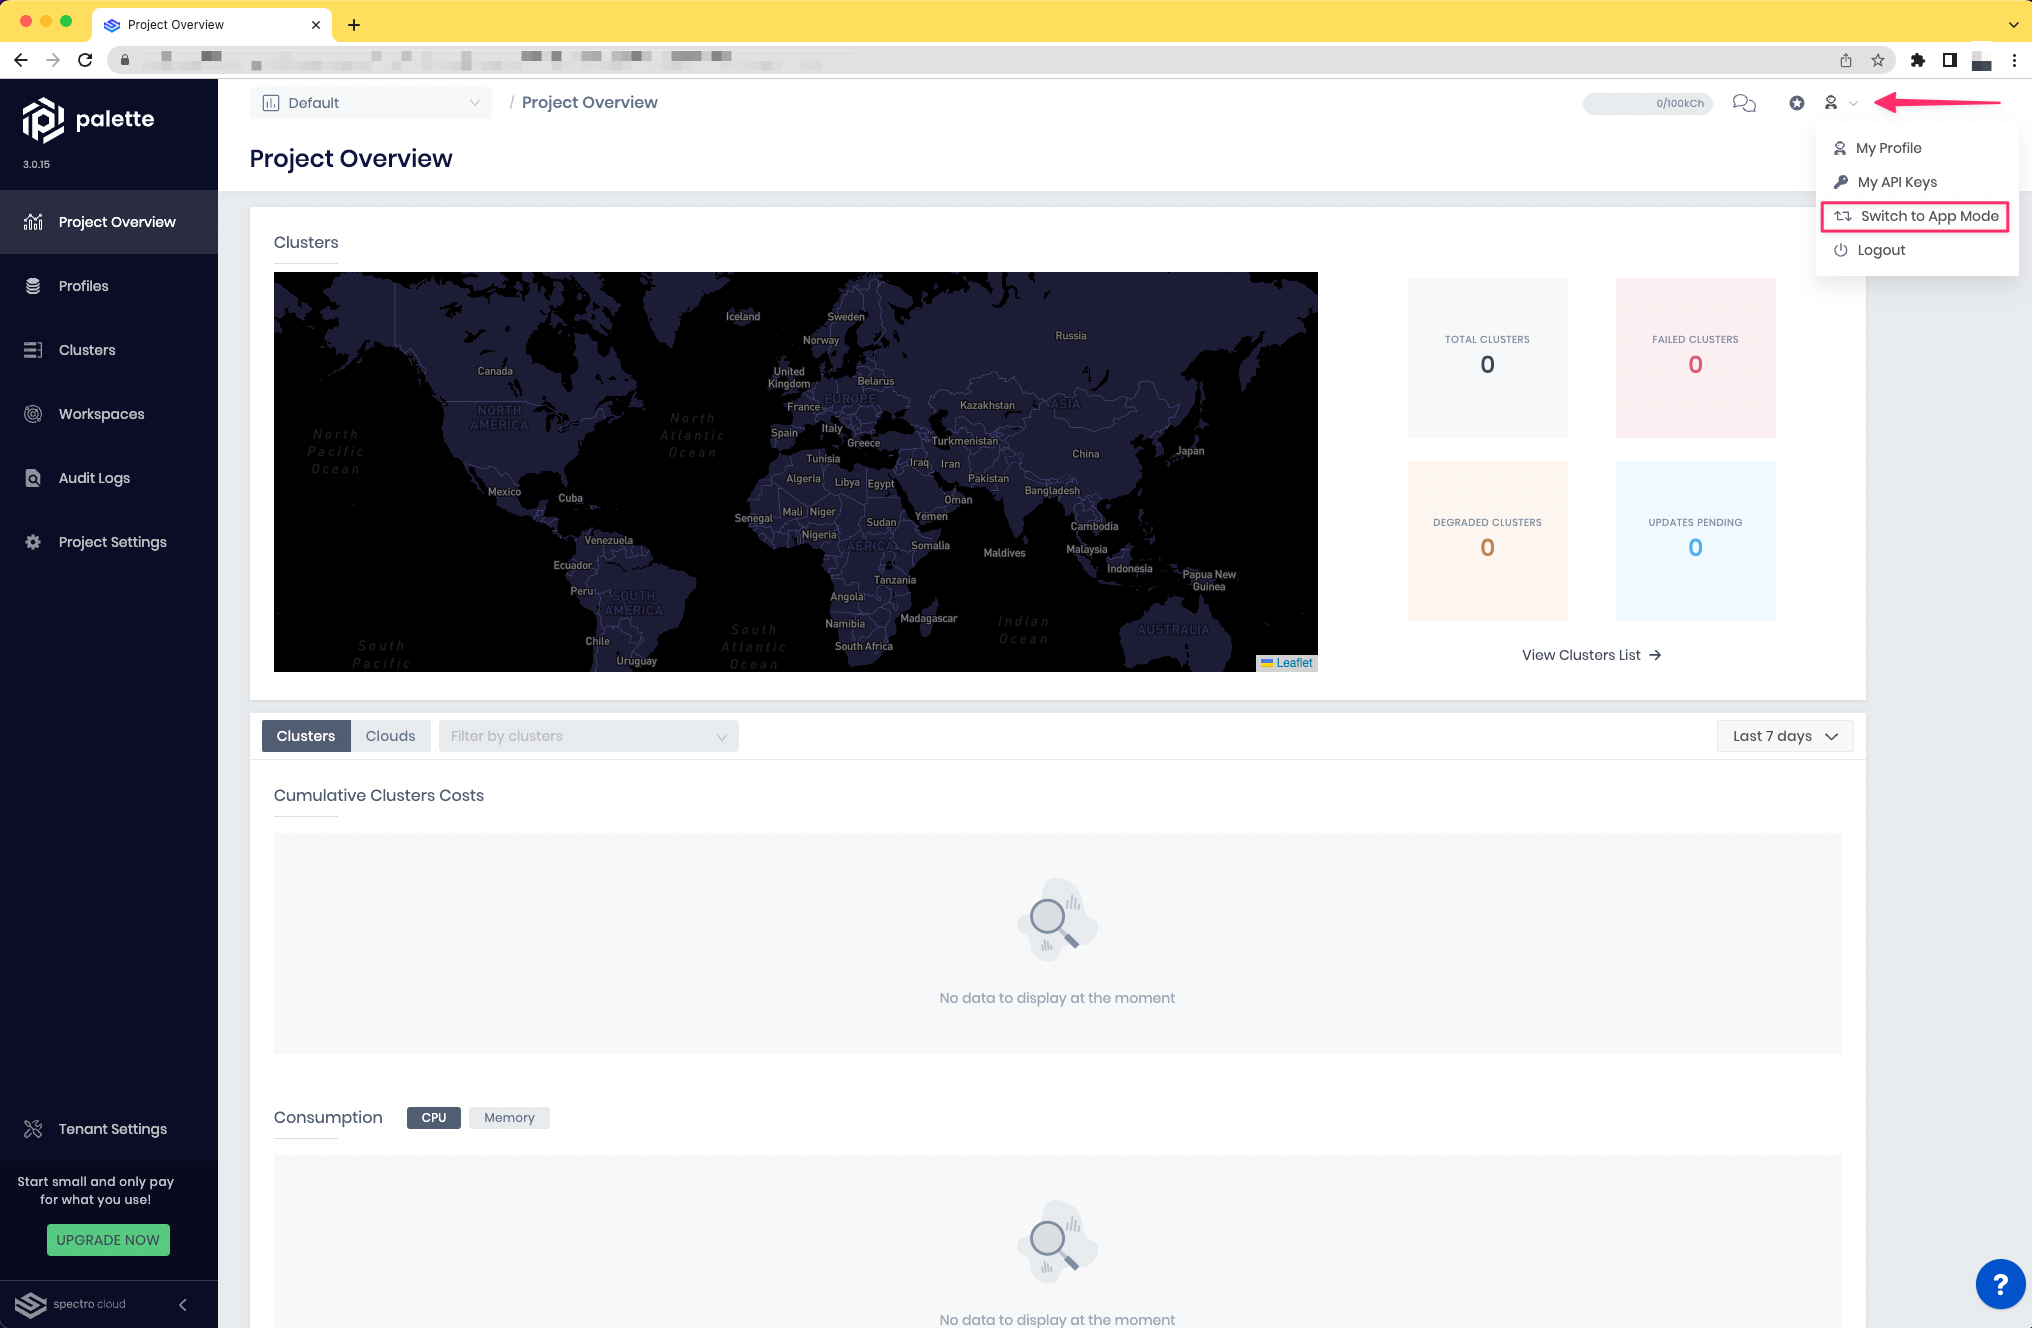 Project Overview
palette
3.0.15
Default
/ Project Overview
0/100kCh
Project Overview
My Profile
My API Keys
Switch to App Mode
Logout
Project Overview
Profiles
Clusters
Workspaces
Audit Logs
Project Settings
Tenant Settings
Start small and only pay
for what you use!
UPGRADE NOW
spectro cloud
Clusters
Iceland
Sweden
Norway
Russia
Canada
United
Kingdom
Belarus
EUROPE
France
Kazakhstan
ASIA
NORTH
AMERICA
North
Atlantic
Ocean
North
Pacific
Ocean
Spain
Italy
Greece
Turkmenistan
Japan
Tunisia
Iraq
Iran
China
Algeria
Libya
Egypt
Pakistan
Mexico
Cuba
Oman
Bangladesh
Senegal
Mali
Niger
Sudan
Yemen
Cambodia
Venezuela
Nigeria
AFRICA
Somalia
Maldives
Malaysia
Ecuador
Tanzania
Indonesia
Papua New
Guinea
Peru
SOUTH
AMERICA
Angola
Namibia
Madagascar
Indian
Ocean
AUSTRALIA
Chile
South
Atlantic
Ocean
South Africa
South
Pacific
Uruguay
Leaflet
TOTAL CLUSTERS
0
FAILED CLUSTERS
0
DEGRADED CLUSTERS
0
UPDATES PENDING
0
View Clusters List
Clusters
Clouds
Filter by clusters
Last 7 days
Cumulative Clusters Costs
No data to display at the moment
Consumption
CPU
Memory
No data to display at the moment
?